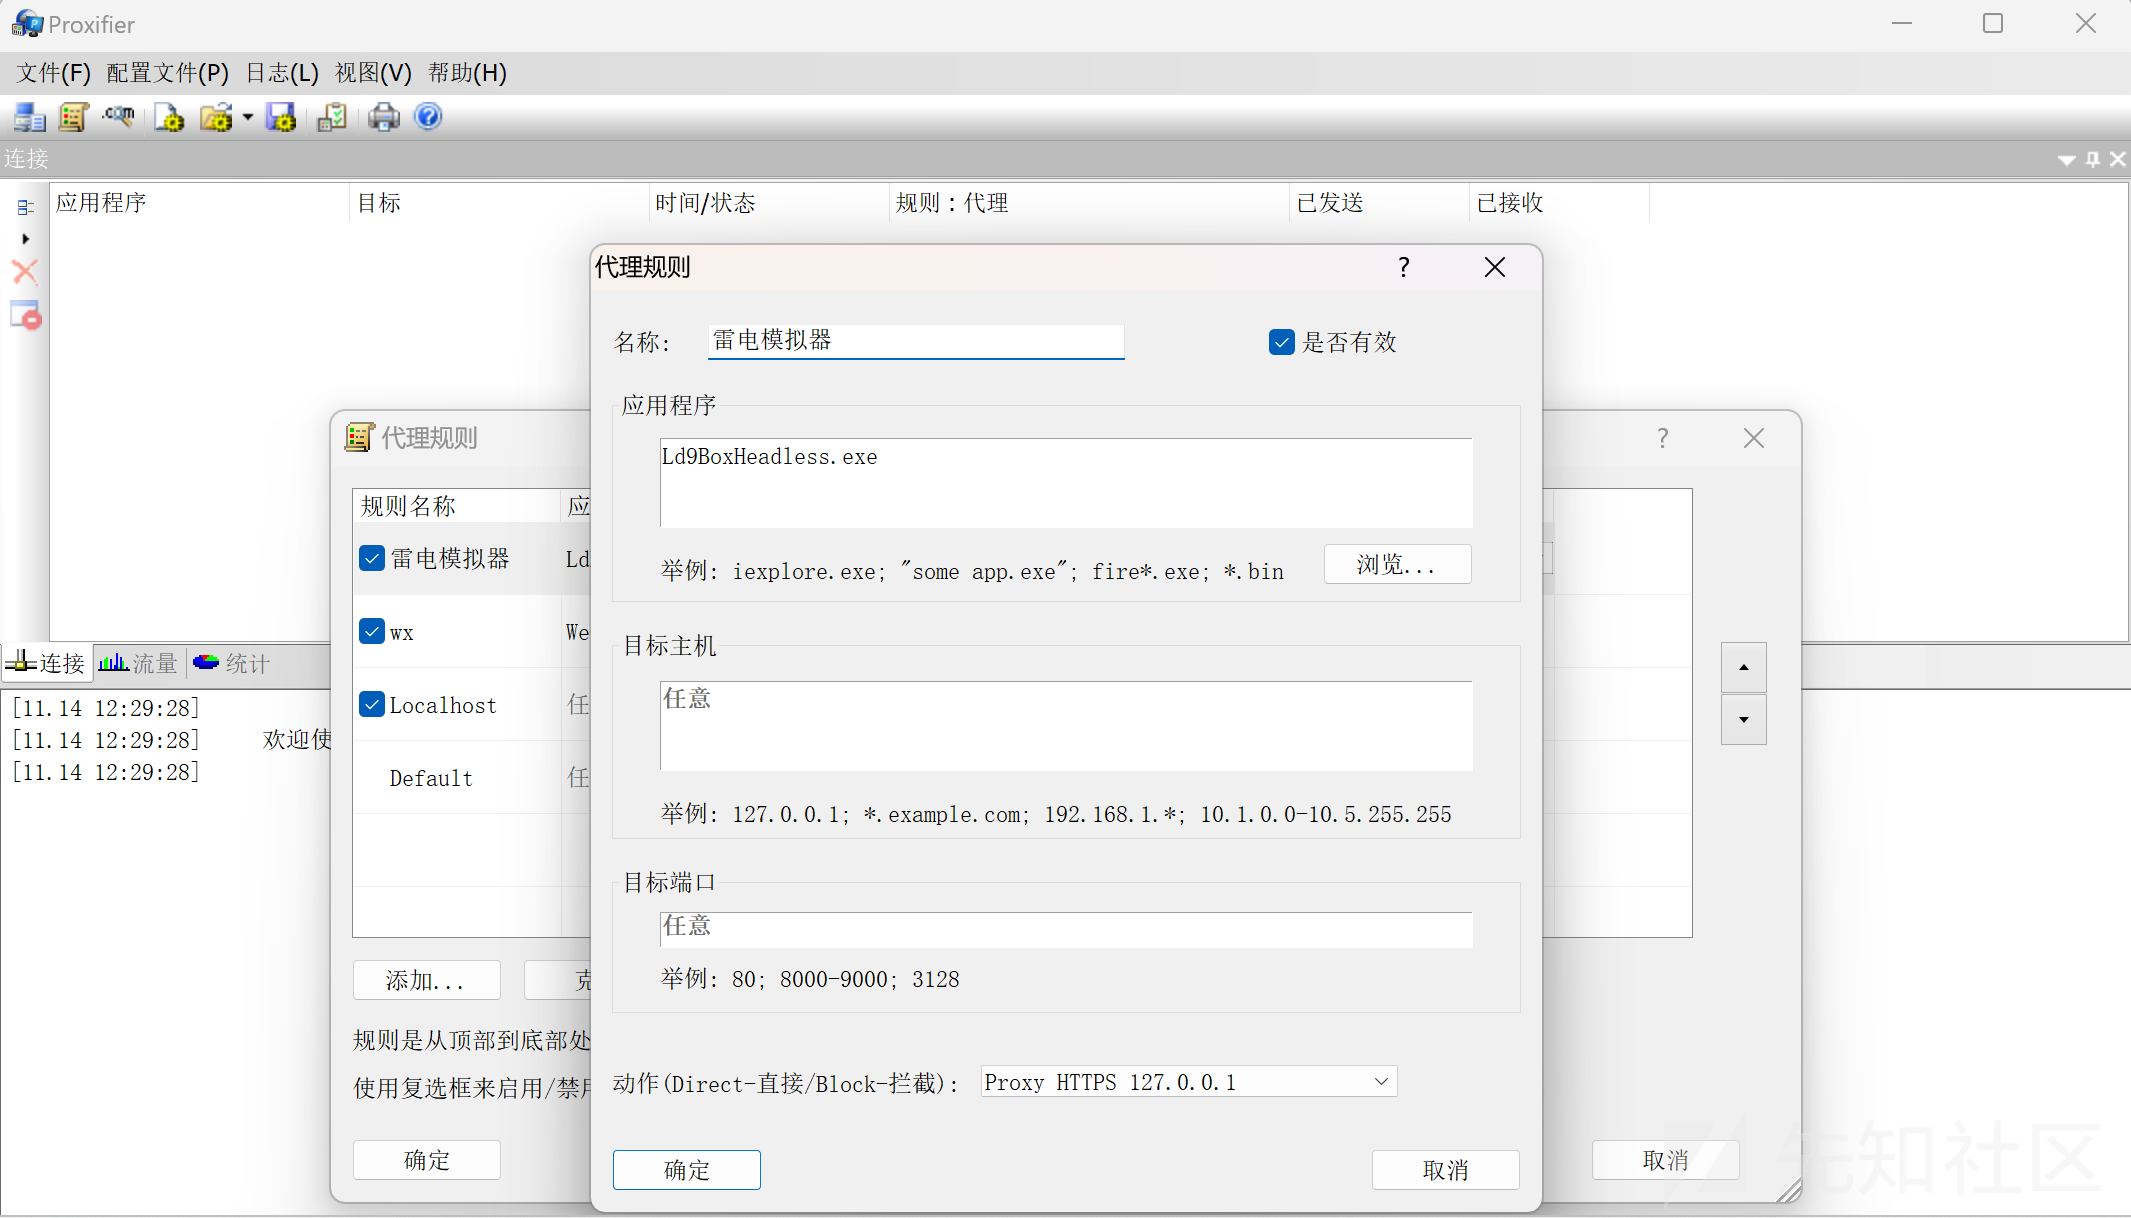 Proxifier
文件(F) 配置文件(P) 日志(L) 视图(V) 帮助(H)
连接
应用程序 目标 时间/状态 规则：代理 已发送 已接收
代理规则 ?
名称: 雷电模拟器 是否有效
应用程序
Ld9BoxHeadless.exe
举例: iexplore.exe; "some app.exe"; fire*.exe; *.bin 浏览...
目标主机
任意
举例: 127.0.0.1; *.example.com; 192.168.1.*; 10.1.0.0-10.5.255.255
目标端口
任意
举例: 80; 8000-9000; 3128
动作(Direct-直接/Block-拦截): Proxy HTTPS 127.0.0.1
确定 取消
代理规则 ?
规则名称 应
雷电模拟器 Ld
wx We
Localhost 任
Default 任
添加... 克
规则是从顶部到底部处
使用复选框来启用/禁用
确定 取消
连接 流量 统计
[11.14 12:29:28]
[11.14 12:29:28] 欢迎使
[11.14 12:29:28]
先知社区